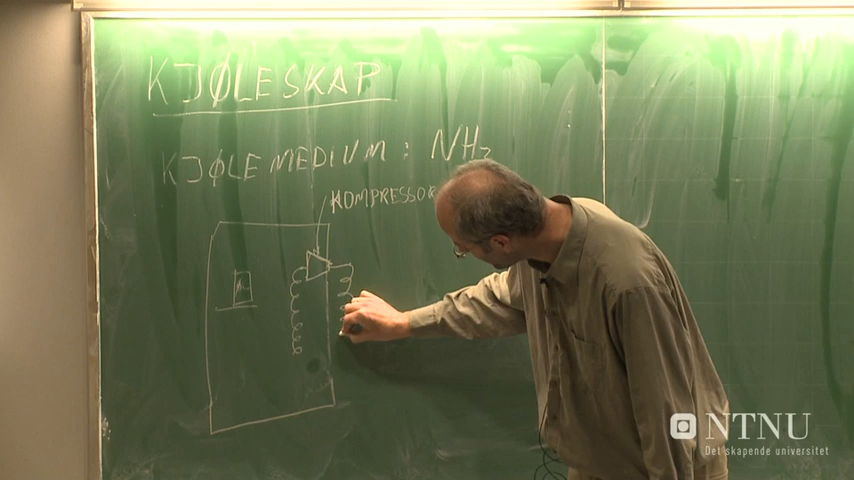 KJØLESKAP
KJØLEMEDIUM: NH3
KOMPRESSOR
NTNU
Det skapende universitet